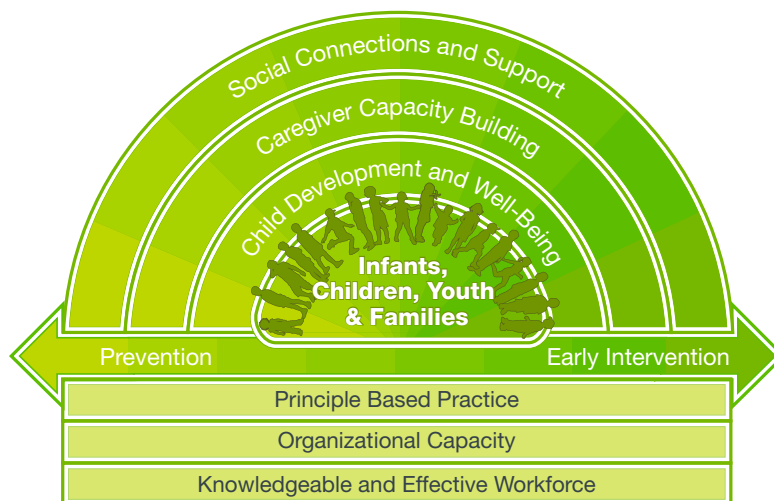 Social Connections and Support
Caregiver Capacity Building
Child Development and Well-Being
Infants,
Children, Youth
& Families
Prevention
Early Intervention
Principle Based Practice
Organizational Capacity
Knowledgeable and Effective Workforce